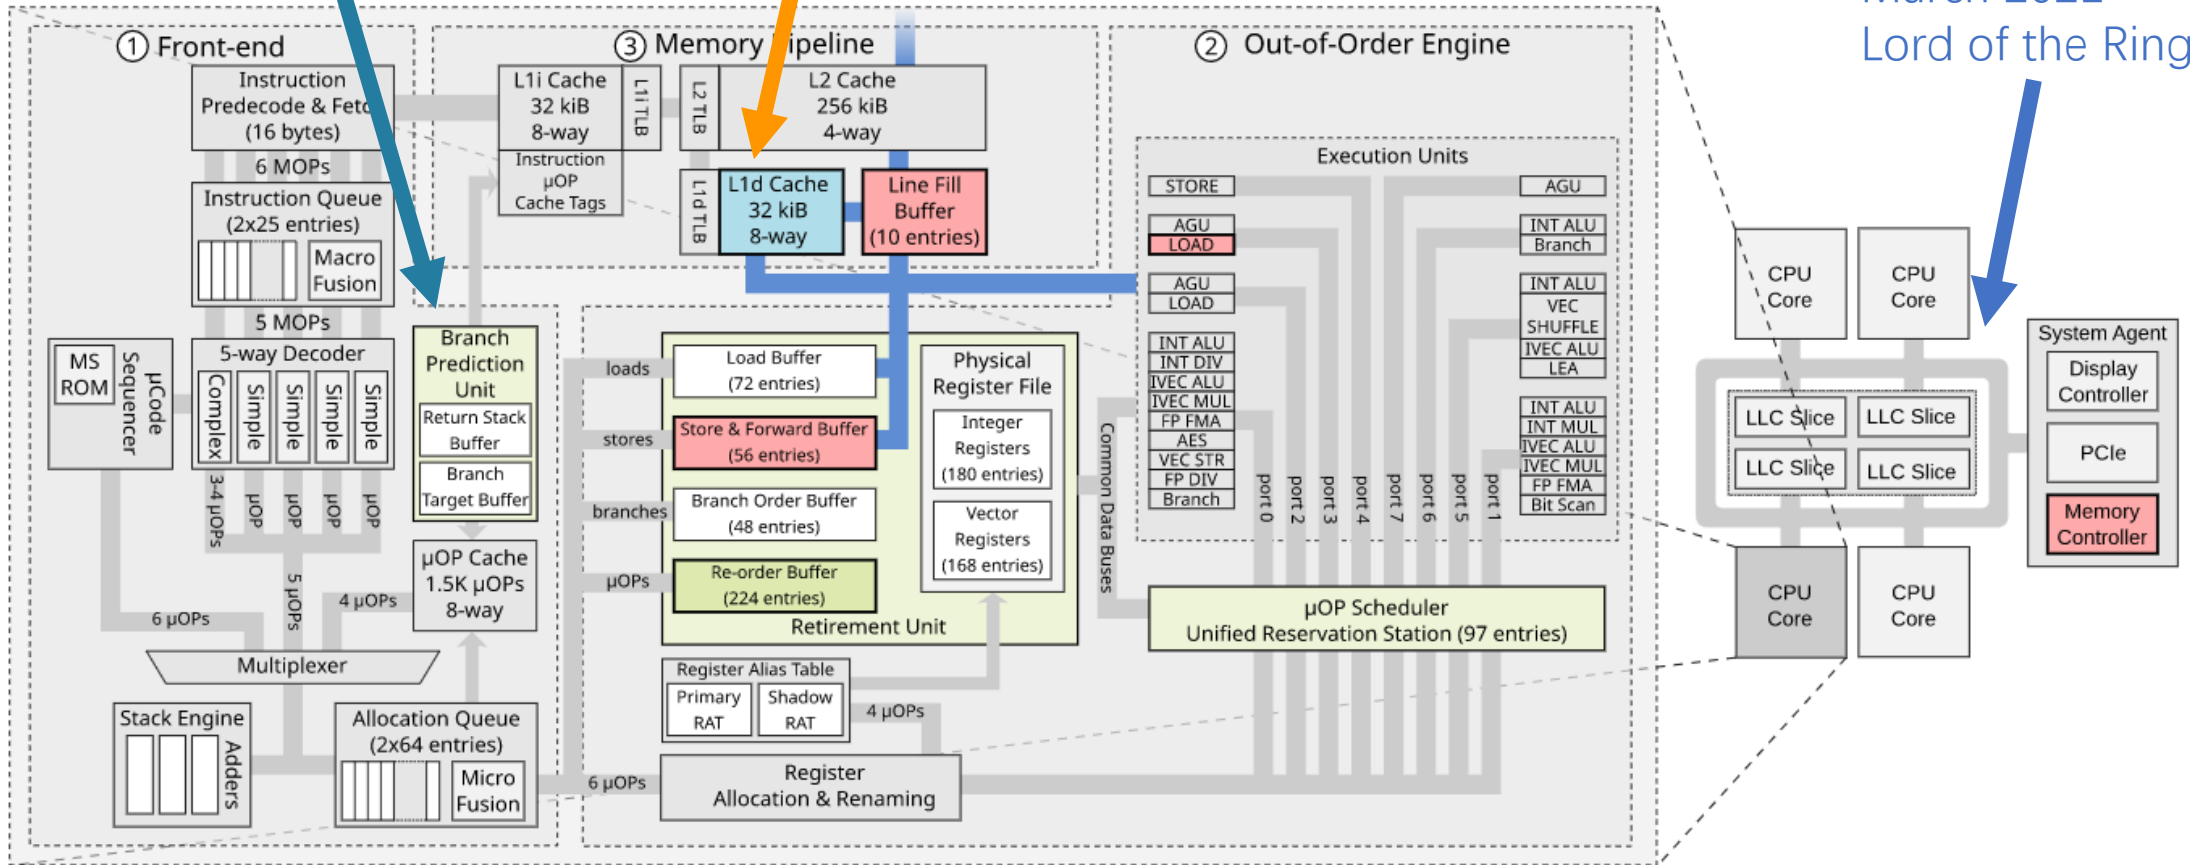 March 2022
Lord of the Ring
① Front-end
Instruction
Predecode & Fetch
(16 bytes)
6 MOPs
Instruction Queue
(2x25 entries)
Macro
Fusion
5 MOPs
MS
ROM
μCode
Sequencer
5-way Decoder
Complex
Simple
Simple
Simple
Simple
3-4 μOPs
μOP
μOP
μOP
μOP
Branch
Prediction
Unit
Return Stack
Buffer
Branch
Target Buffer
μOP Cache
1.5K μOPs
8-way
5 μOPs
4 μOPs
6 μOPs
Multiplexer
Stack Engine
Adders
Allocation Queue
(2x64 entries)
Micro
Fusion
③ Memory Pipeline
L1i Cache
32 kiB
8-way
L1i TLB
Instruction
μOP
Cache Tags
L2 TLB
L2 Cache
256 kiB
4-way
L1d TLB
L1d Cache
32 kiB
8-way
Line Fill
Buffer
(10 entries)
② Out-of-Order Engine
loads
Load Buffer
(72 entries)
stores
Store & Forward Buffer
(56 entries)
branches
Branch Order Buffer
(48 entries)
μOPs
Re-order Buffer
(224 entries)
Retirement Unit
Physical
Register File
Integer
Registers
(180 entries)
Vector
Registers
(168 entries)
Common Data Buses
Register Alias Table
Primary
RAT
Shadow
RAT
4 μOPs
6 μOPs
Register
Allocation & Renaming
Execution Units
STORE
AGU
LOAD
AGU
LOAD
INT ALU
INT DIV
IVEC ALU
IVEC MUL
FP FMA
AES
VEC STR
FP DIV
Branch
port 0
port 2
port 3
port 4
port 7
port 6
port 5
port 1
AGU
INT ALU
Branch
INT ALU
VEC
SHUFFLE
IVEC ALU
LEA
INT ALU
INT MUL
IVEC ALU
IVEC MUL
FP FMA
Bit Scan
μOP Scheduler
Unified Reservation Station (97 entries)
CPU
Core
CPU
Core
LLC Slice
LLC Slice
LLC Slice
LLC Slice
CPU
Core
CPU
Core
System Agent
Display
Controller
PCIe
Memory
Controller